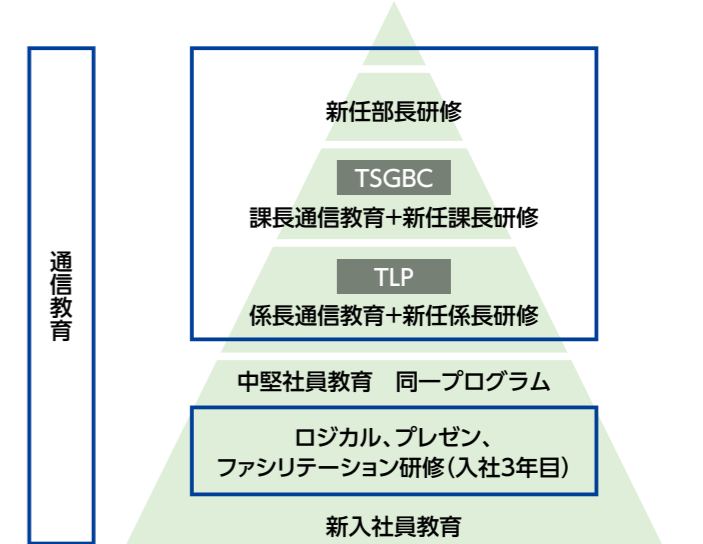 通信教育
新任部長研修
TSGBC
課長通信教育+新任課長研修
TLP
係長通信教育+新任係長研修
中堅社員教育　同一プログラム
ロジカル、プレゼン、
ファシリテーション研修(入社3年目)
新入社員教育